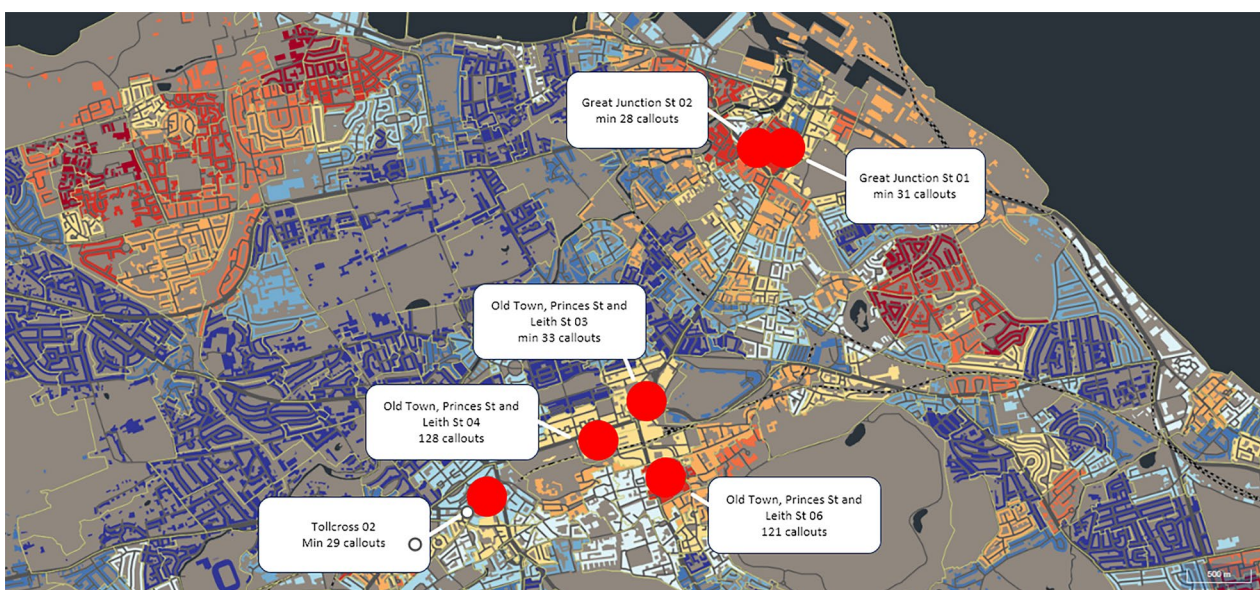 Great Junction St 02
min 28 callouts
Great Junction St 01
min 31 callouts
Old Town, Princes St and
Leith St 03
min 33 callouts
Old Town, Princes St and
Leith St 04
128 callouts
Old Town, Princes St and
Leith St 06
121 callouts
Tollcross 02
Min 29 callouts
500 m